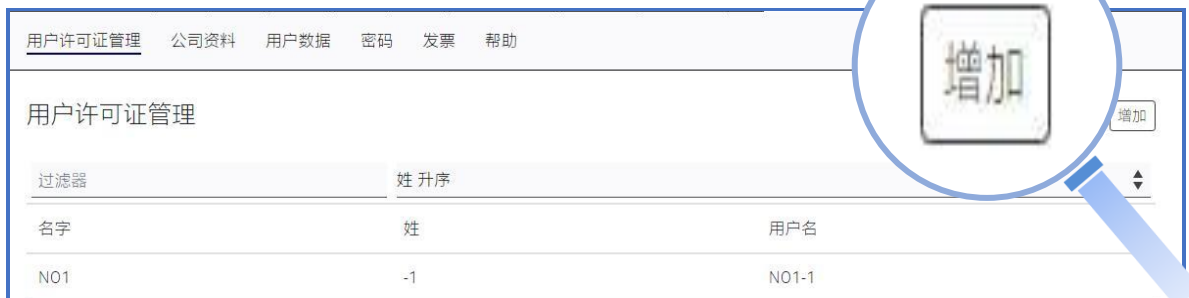 用户许可证管理 公司资料 用户数据 密码 发票 帮助
增加
用户许可证管理 增加
过滤器 姓 升序
名字 姓 用户名
NO1 -1 NO1-1